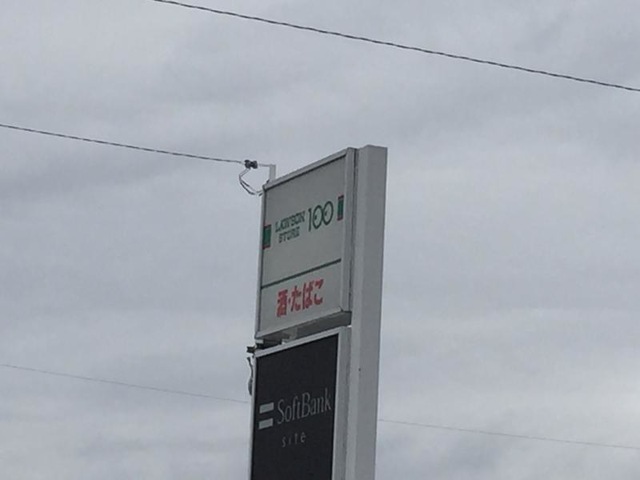 LAWSON
STORE 100
酒・たばこ
SoftBank
site